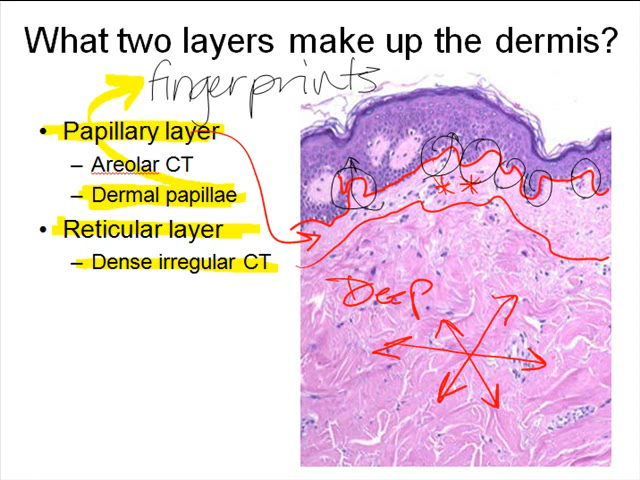 What two layers make up the dermis?
fingerprints
• Papillary layer
– Areolar CT
– Dermal papillae
• Reticular layer
– Dense irregular CT
Deep